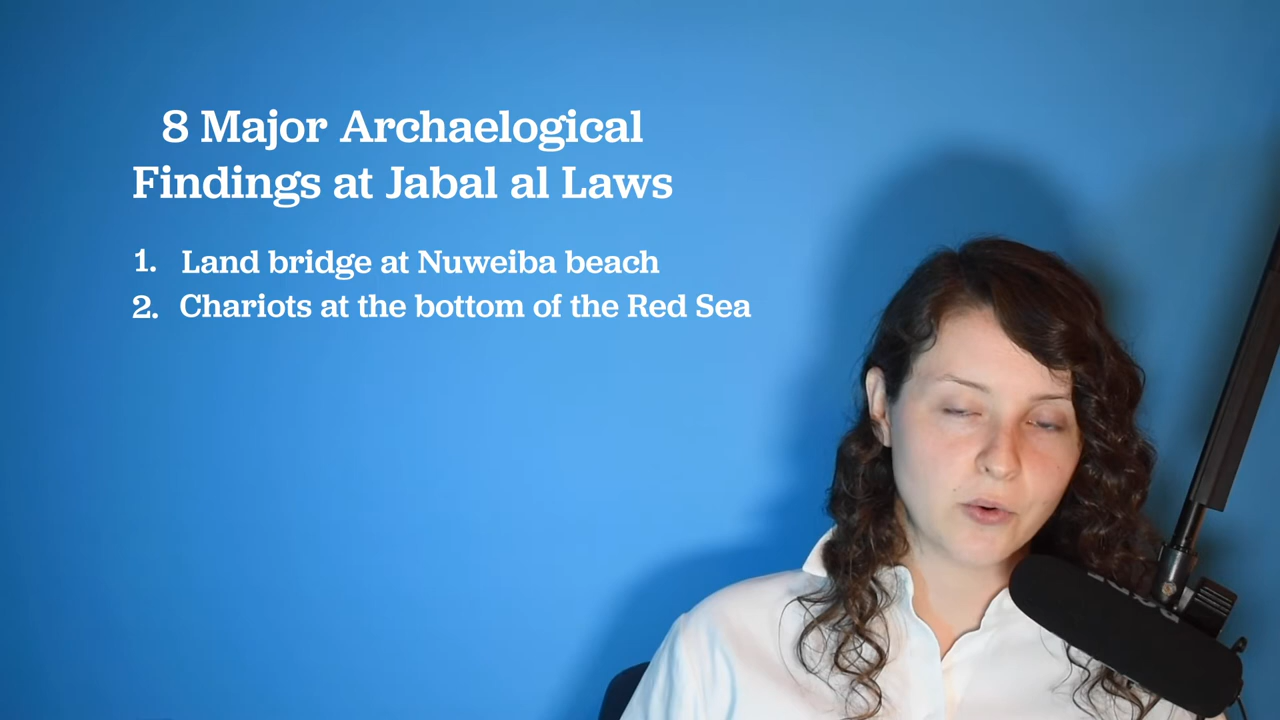 8 Major Archaelogical
Findings at Jabal al Laws
1. Land bridge at Nuweiba beach
2. Chariots at the bottom of the Red Sea